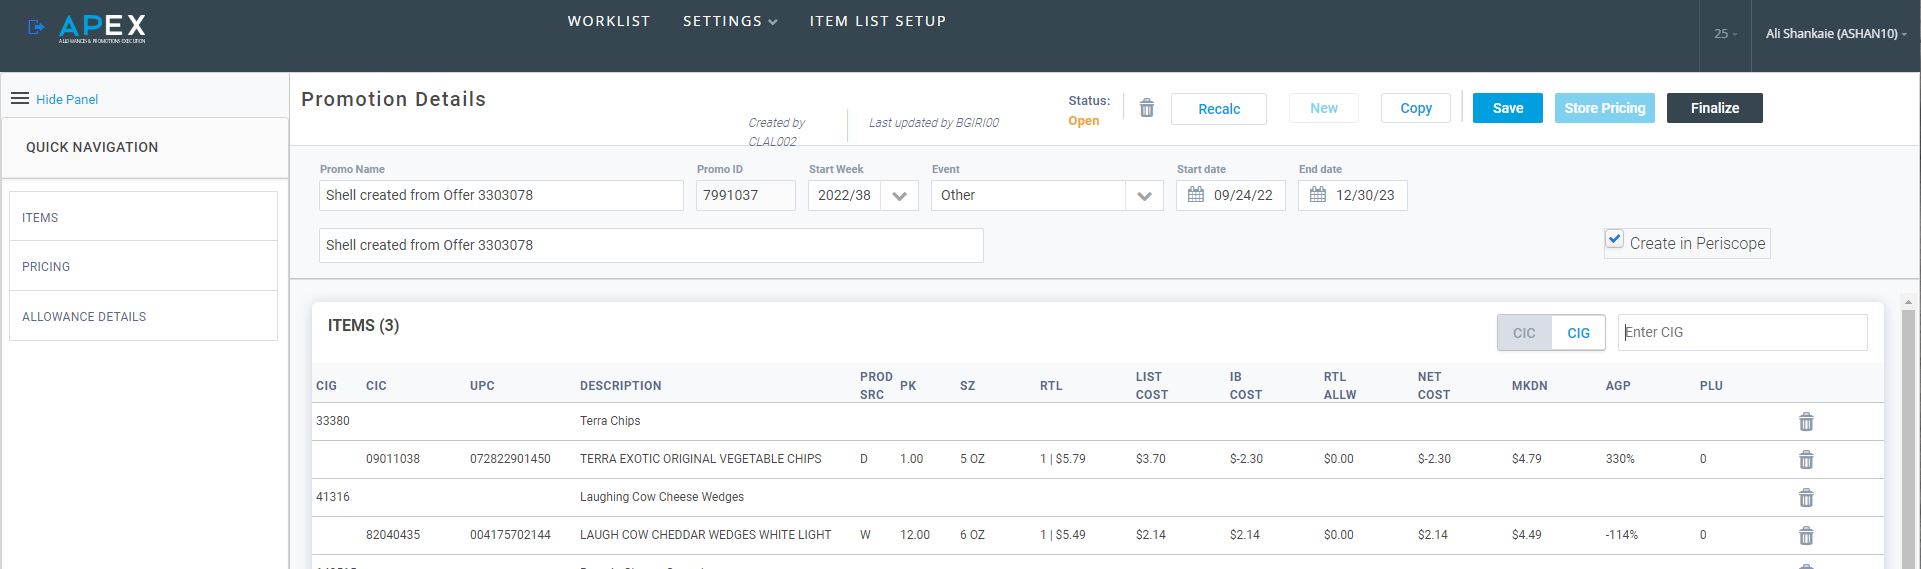 APEX
ALLOWANCES & PROMOTIONS EXECUTION
WORKLIST SETTINGS ITEM LIST SETUP
25
Ali Shankaie (ASHAN10)
Hide Panel
QUICK NAVIGATION
ITEMS
PRICING
ALLOWANCE DETAILS
Promotion Details
Created by
CLAL002
Last updated by BGIRI00
Status:
Open
Recalc New Copy Save Store Pricing Finalize
Promo Name Promo ID Start Week Event Start date End date
Shell created from Offer 3303078 7991037 2022/38 Other 09/24/22 12/30/23
Shell created from Offer 3303078
Create in Periscope
ITEMS (3)
CIC CIG Enter CIG
CIG CIC UPC DESCRIPTION PROD SRC PK SZ RTL LIST COST IB COST RTL ALLW NET COST MKDN AGP PLU
33380 Terra Chips
09011038 072822901450 TERRA EXOTIC ORIGINAL VEGETABLE CHIPS D 1.00 5 OZ 1 | $5.79 $3.70 $-2.30 $0.00 $-2.30 $4.79 330% 0
41316 Laughing Cow Cheese Wedges
82040435 004175702144 LAUGH COW CHEDDAR WEDGES WHITE LIGHT W 12.00 6 OZ 1 | $5.49 $2.14 $2.14 $0.00 $2.14 $4.49 -114% 0